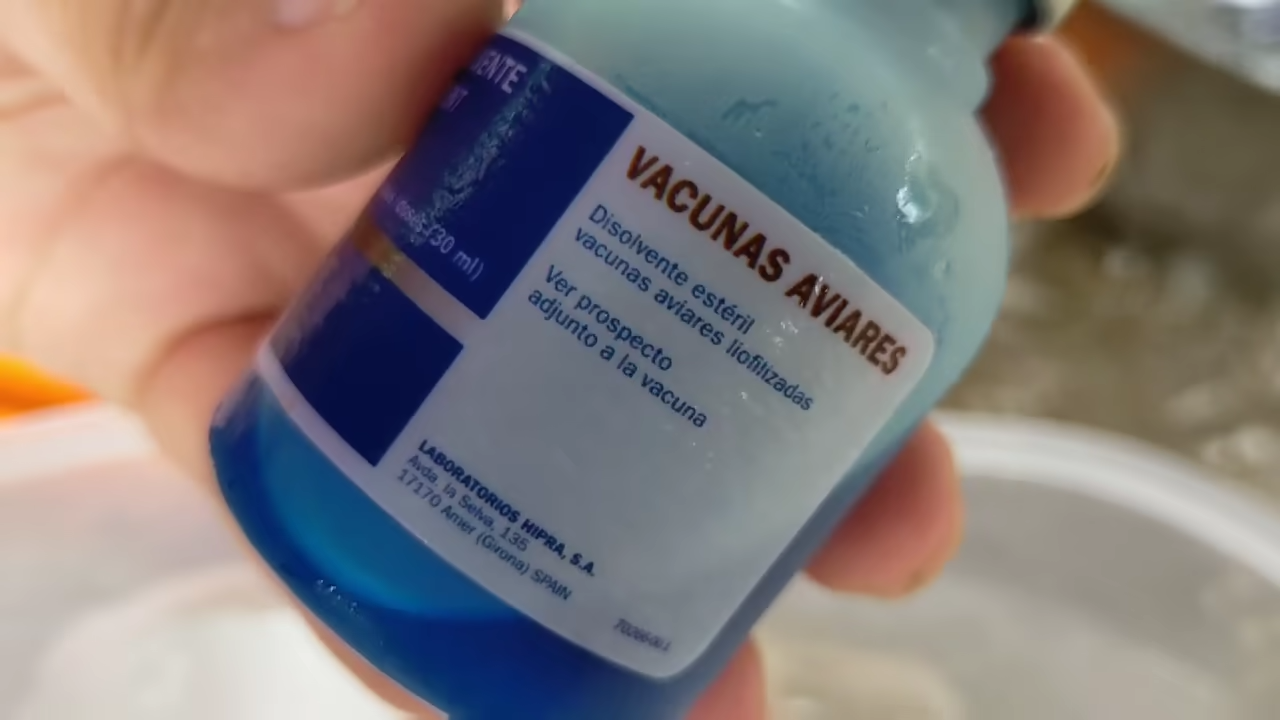 (30 ml)
VACUNAS AVIARES
Disolvente estéril
vacunas aviares liofilizadas
Ver prospecto
adjunto a la vacuna
LABORATORIOS HIPRA, S.A.
Avda. la Selva, 135
17170 Amer (Girona) SPAIN